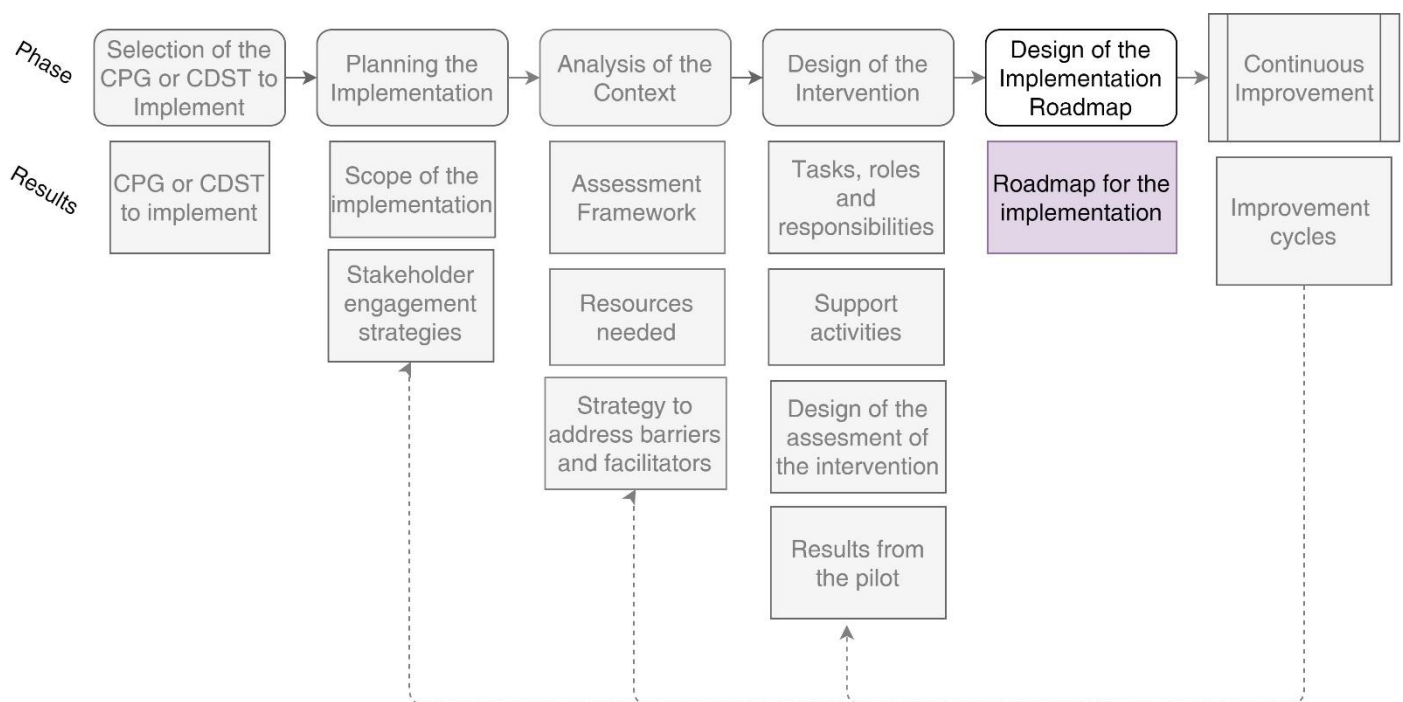 Phase
Selection of the
CPG or CDST to
Implement
Planning the
Implementation
Analysis of the
Context
Design of the
Intervention
Design of the
Implementation
Roadmap
Continuous
Improvement
Results
CPG or CDST
to implement
Scope of the
implementation
Stakeholder
engagement
strategies
Assessment
Framework
Resources
needed
Strategy to
address barriers
and facilitators
Tasks, roles
and
responsibilities
Support
activities
Design of the
assesment of
the intervention
Results from
the pilot
Roadmap for the
implementation
Improvement
cycles